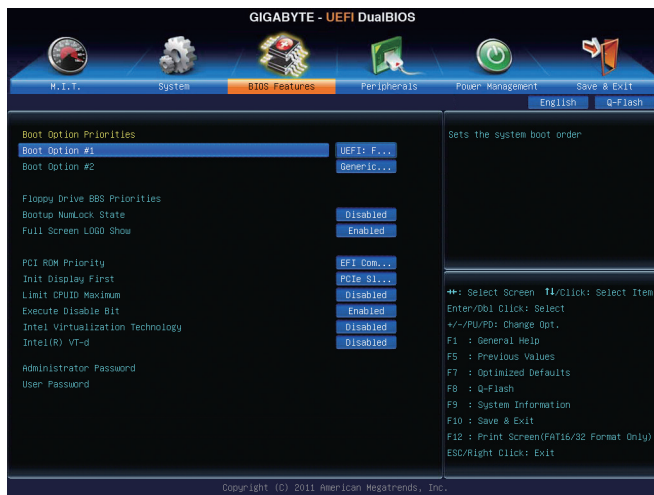 GIGABYTE - UEFI DualBIOS
M.I.T. System BIOS Features Peripherals Power Management Save & Exit
English Q-Flash
Boot Option Priorities
Boot Option #1 UEFI: F...
Boot Option #2 Generic...
Floppy Drive BBS Priorities
Bootup NumLock State Disabled
Full Screen LOGO Show Enabled
PCI ROM Priority EFI Com...
Init Display First PCIe Sl...
Limit CPUID Maximum Disabled
Execute Disable Bit Enabled
Intel Virtualization Technology Disabled
Intel(R) VT-d Disabled
Administrator Password
User Password
Sets the system boot order
→←: Select Screen ↑↓/Click: Select Item
Enter/Dbl Click: Select
+/-/PU/PD: Change Opt.
F1 : General Help
F5 : Previous Values
F7 : Optimized Defaults
F8 : Q-Flash
F9 : System Information
F10 : Save & Exit
F12 : Print Screen(FAT16/32 Format Only)
ESC/Right Click: Exit
Copyright (C) 2011 American Megatrends, Inc.